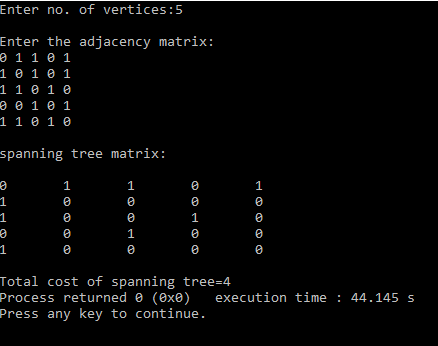 Enter no. of vertices:5
Enter the adjacency matrix:
0 1 1 0 1
1 0 1 0 1
1 1 0 1 0
0 0 1 0 1
1 1 0 1 0
spanning tree matrix:
0 1 1 0 1
1 0 0 0 0
1 0 0 1 0
0 0 1 0 0
1 0 0 0 0
Total cost of spanning tree=4
Process returned 0 (0x0) execution time : 44.145 s
Press any key to continue.